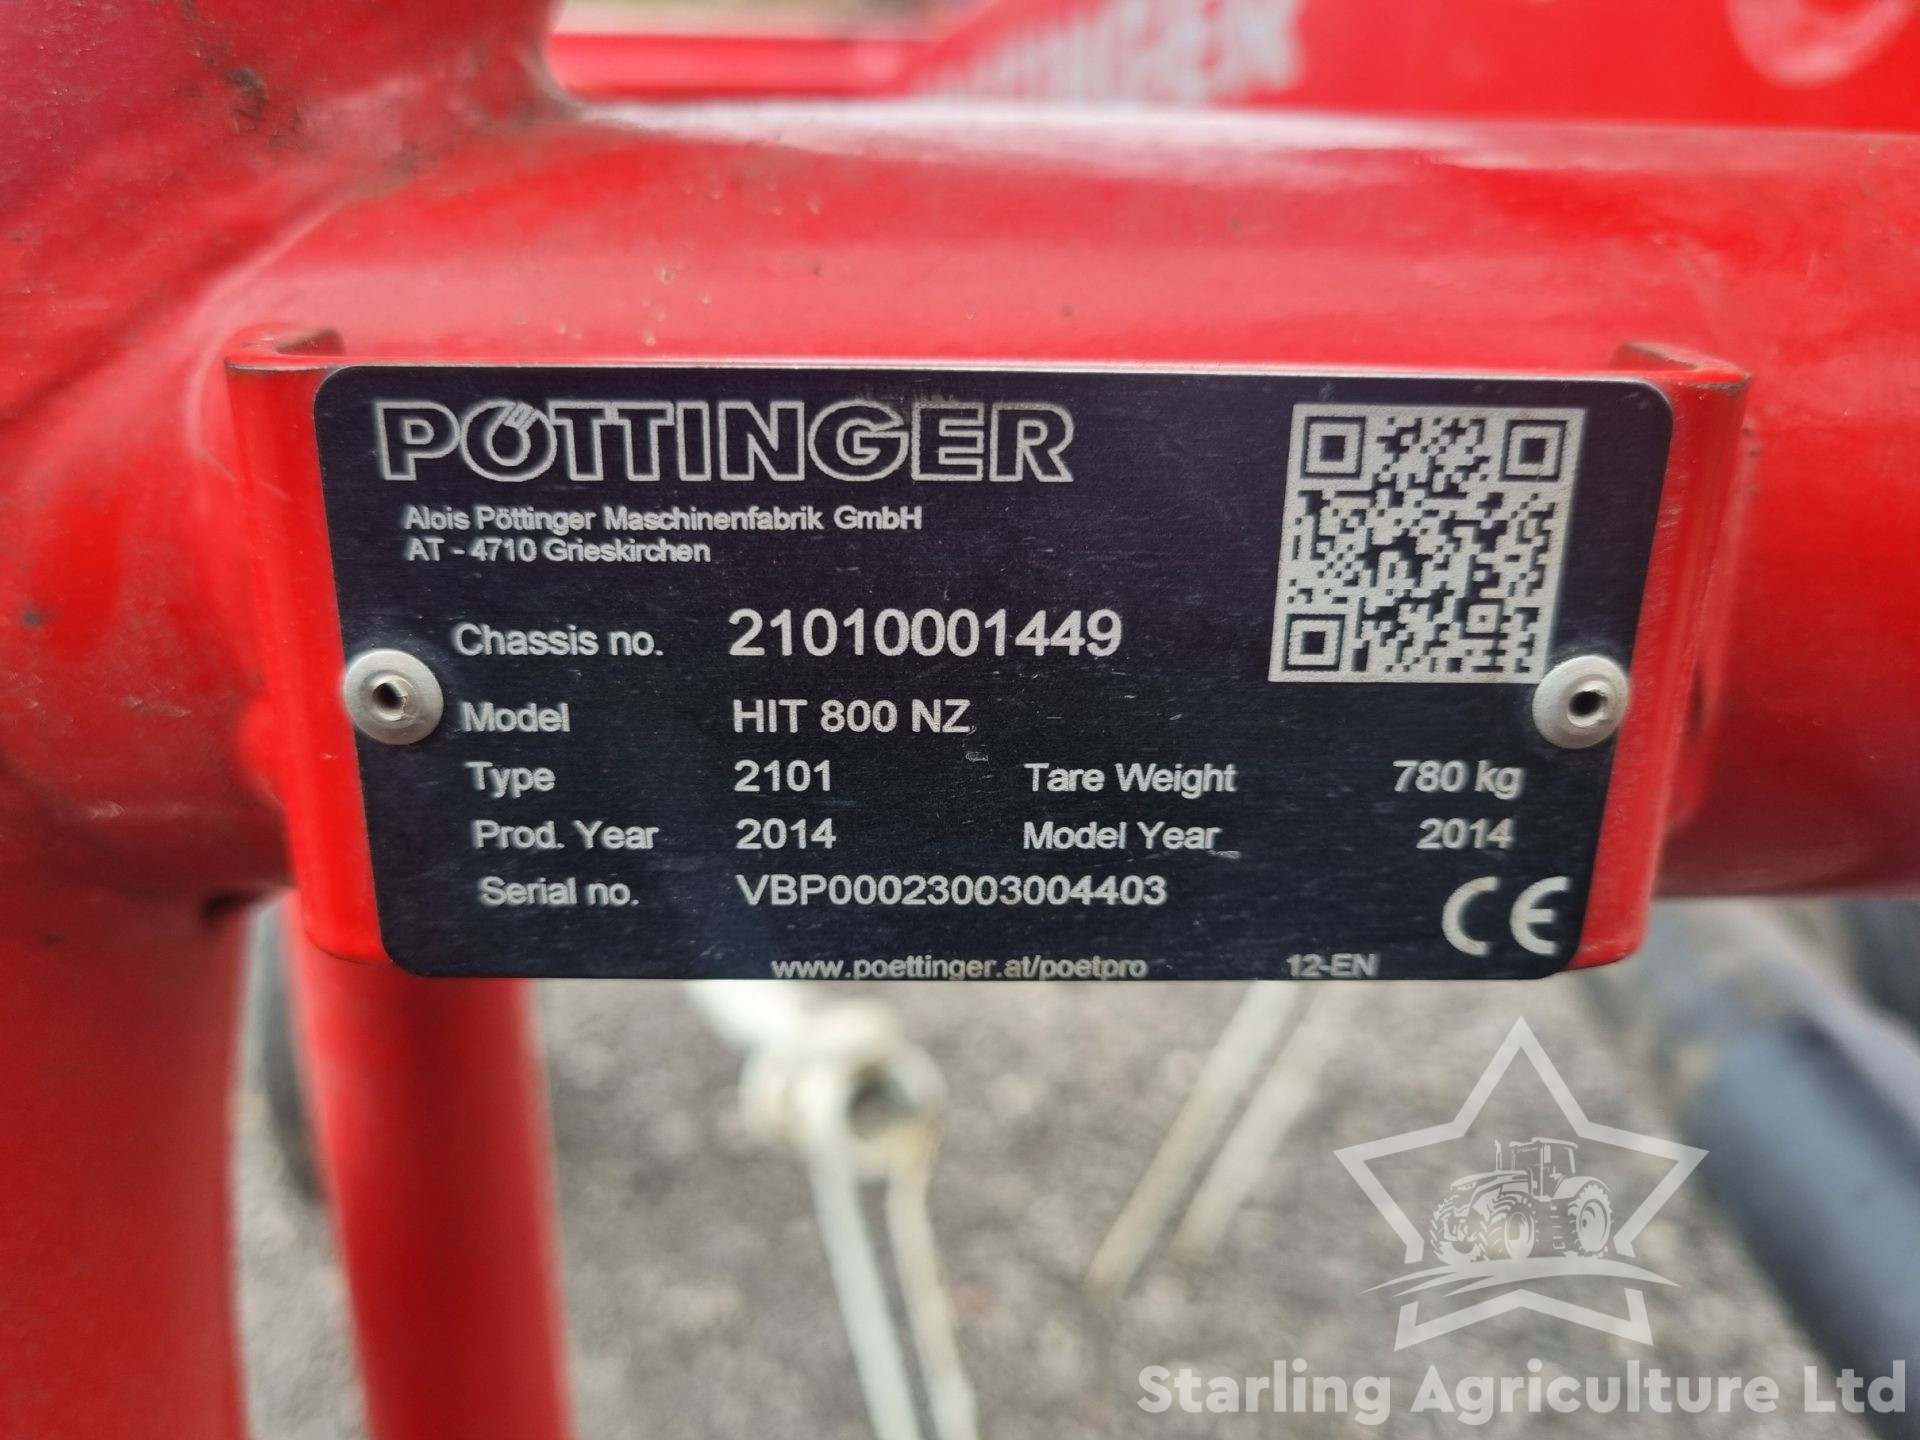 PÖTTINGER
Alois Pöttinger Maschinenfabrik GmbH
AT - 4710 Grieskirchen
Chassis no. 21010001449
Model HIT 800 NZ
Type 2101 Tare Weight 780 kg
Prod. Year 2014 Model Year 2014
Serial no. VBP00023003004403
CE
www.poettinger.at/poetpro 12-EN
Starling Agriculture Ltd